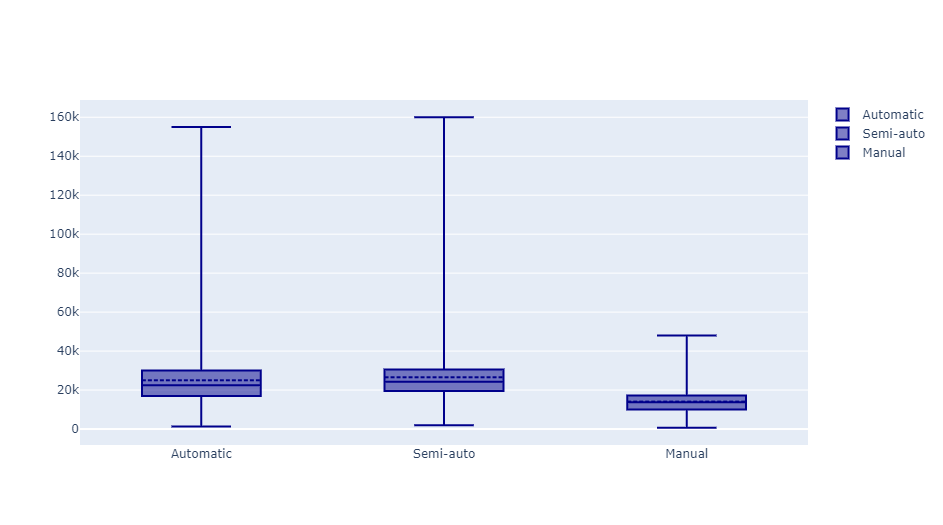 160k
140k
120k
100k
80k
60k
40k
20k
0
Automatic
Semi-auto
Manual
Automatic
Semi-auto
Manual